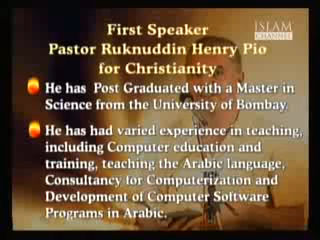 First Speaker
ISLAM
CHANNEL
Pastor Ruknuddin Henry Pio
for Christianity
He has Post Graduated with a Master in
Science from the University of Bombay.
He has had varied experience in teaching,
including Computer education and
training, teaching the Arabic language,
Consultancy for Computerization and
Development of Computer Software
Programs in Arabic.